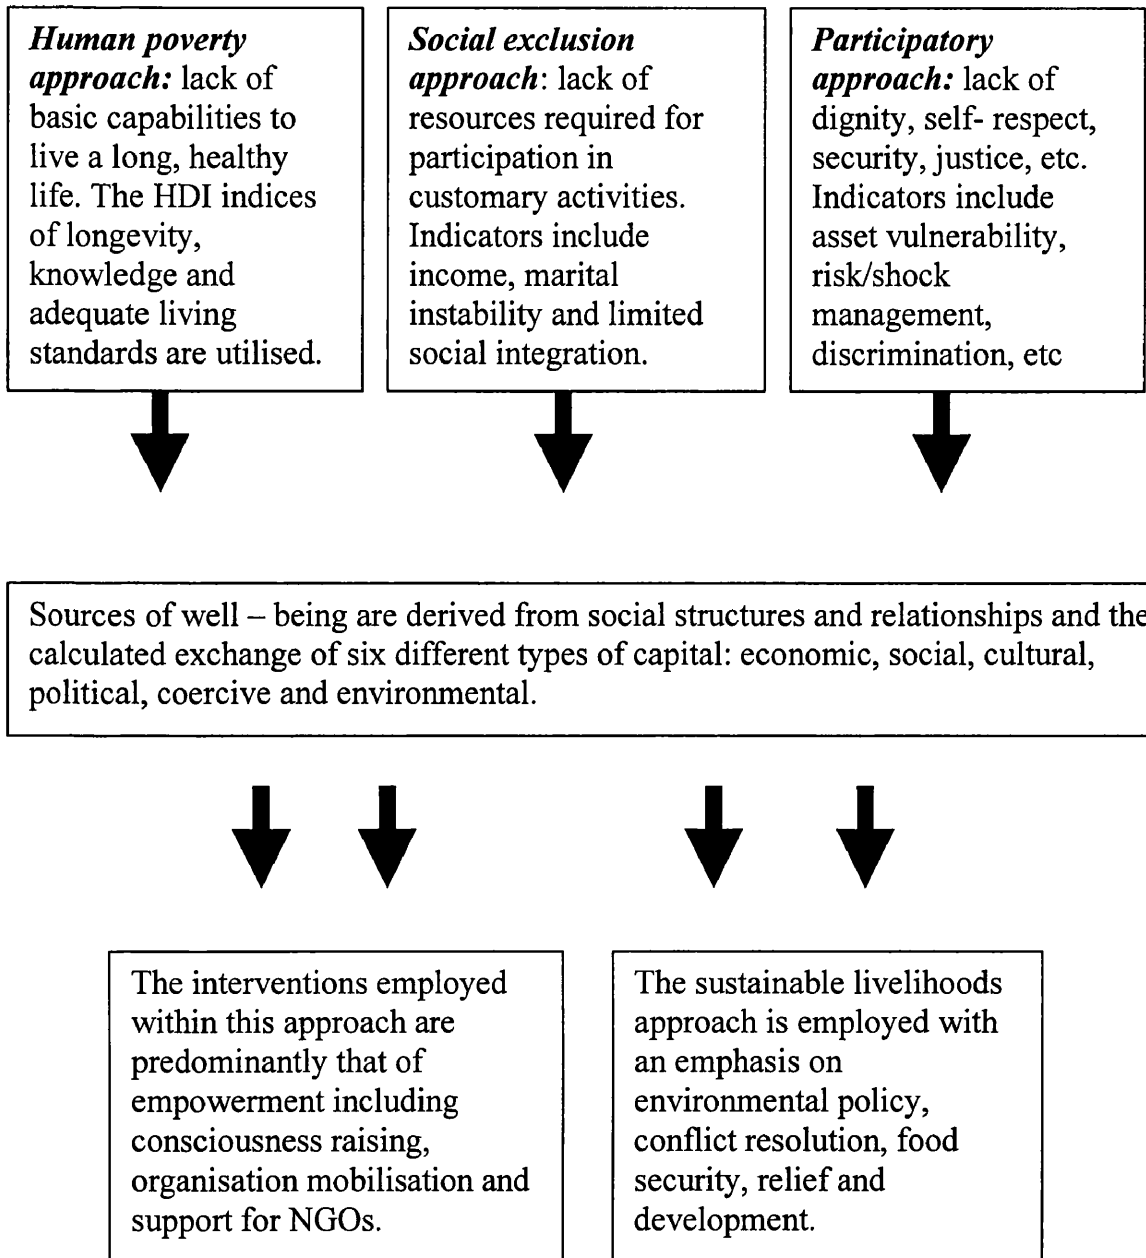 Human poverty
approach: lack of
basic capabilities to
live a long, healthy
life. The HDI indices
of longevity,
knowledge and
adequate living
standards are utilised.
Social exclusion
approach: lack of
resources required for
participation in
customary activities.
Indicators include
income, marital
instability and limited
social integration.
Participatory
approach: lack of
dignity, self- respect,
security, justice, etc.
Indicators include
asset vulnerability,
risk/shock
management,
discrimination, etc
Sources of well – being are derived from social structures and relationships and the
calculated exchange of six different types of capital: economic, social, cultural,
political, coercive and environmental.
The interventions employed
within this approach are
predominantly that of
empowerment including
consciousness raising,
organisation mobilisation and
support for NGOs.
The sustainable livelihoods
approach is employed with
an emphasis on
environmental policy,
conflict resolution, food
security, relief and
development.